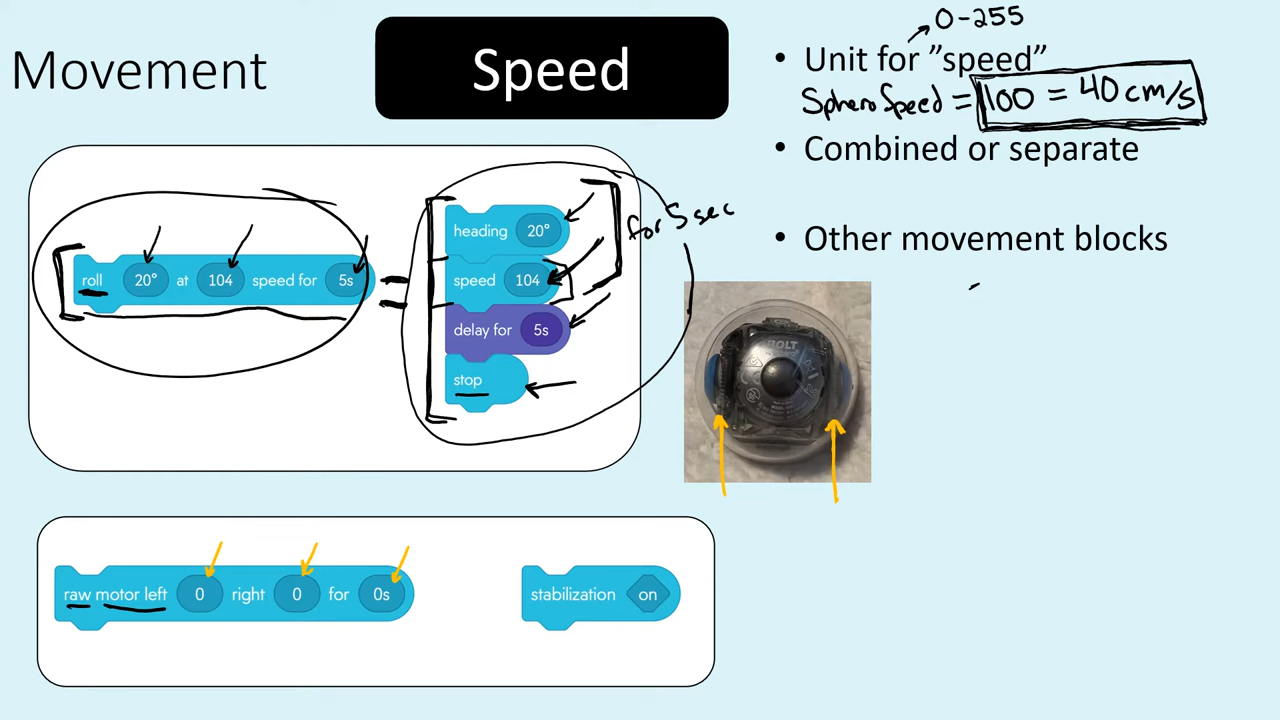 Movement
Speed
0-255
• Unit for ”speed”
Sphero Speed = 100 = 40 cm/s
• Combined or separate
• Other movement blocks
roll 20° at 104 speed for 5s
=
heading 20°
speed 104
delay for 5s
stop
for 5 sec
BOLT
raw motor left 0 right 0 for 0s
stabilization on